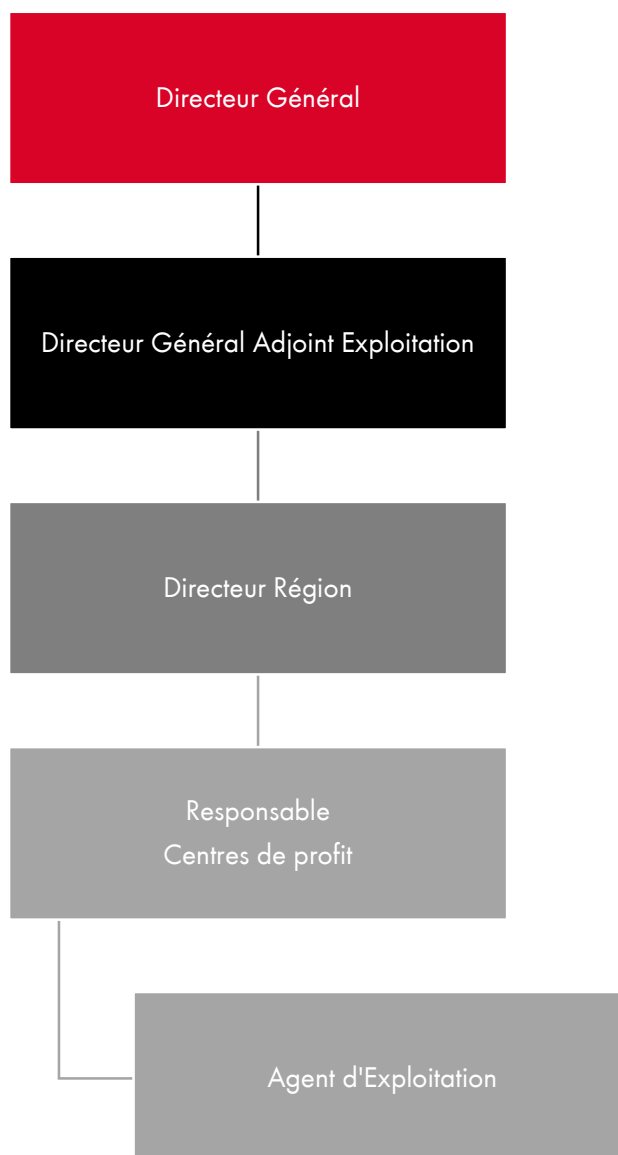 Directeur Général
Directeur Général Adjoint Exploitation
Directeur Région
Responsable
Centres de profit
Agent d'Exploitation